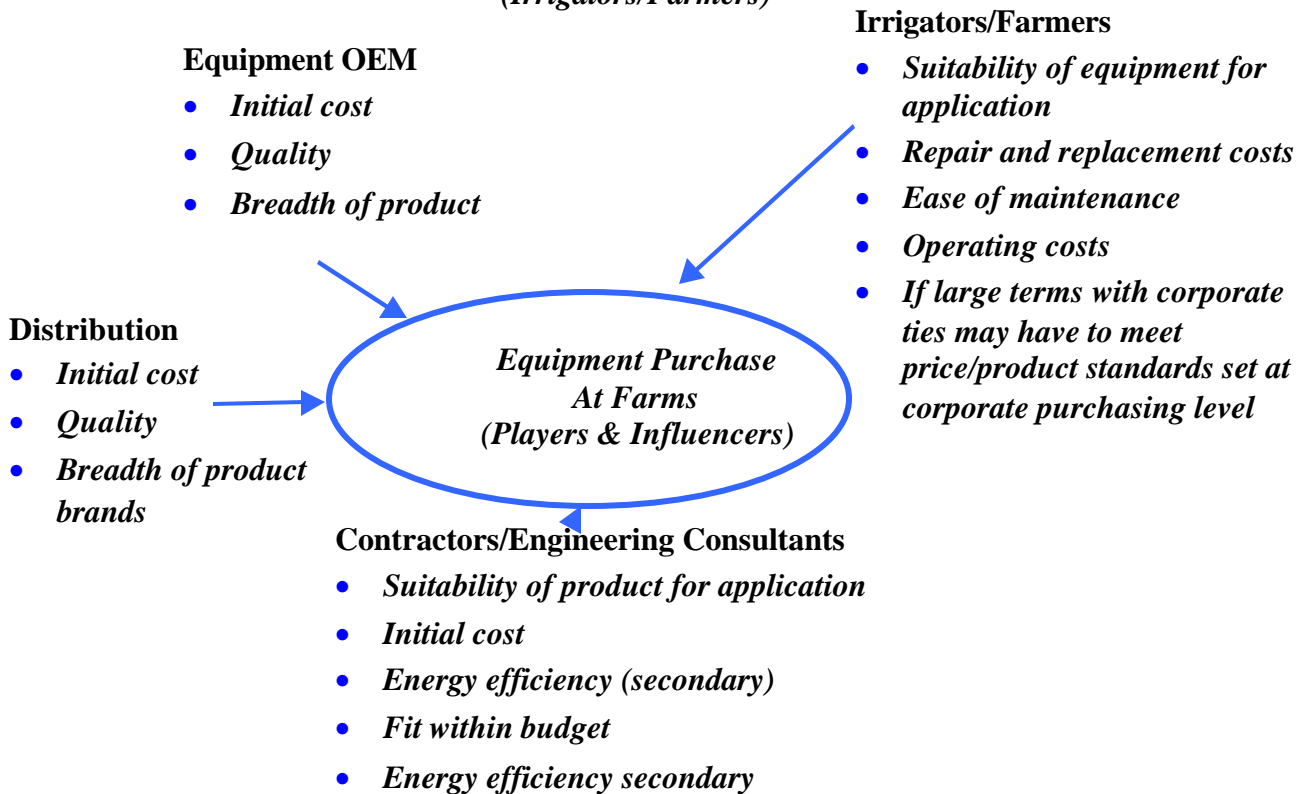 (Irrigators/Farmers)
Irrigators/Farmers
• Suitability of equipment for
application
• Repair and replacement costs
• Ease of maintenance
• Operating costs
• If large terms with corporate
ties may have to meet
price/product standards set at
corporate purchasing level
Equipment OEM
• Initial cost
• Quality
• Breadth of product
Distribution
• Initial cost
• Quality
• Breadth of product
brands
Equipment Purchase
At Farms
(Players & Influencers)
Contractors/Engineering Consultants
• Suitability of product for application
• Initial cost
• Energy efficiency (secondary)
• Fit within budget
• Energy efficiency secondary